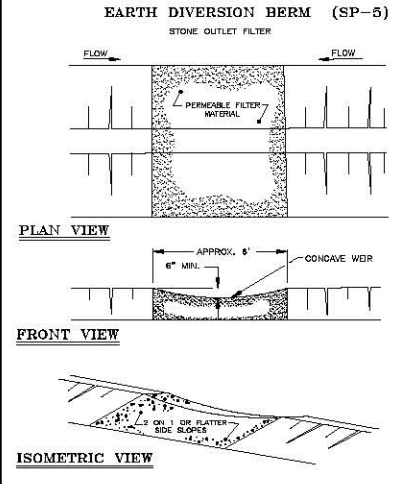 EARTH DIVERSION BERM (SP-5)
STONE OUTLET FILTER
FLOW
FLOW
PERMEABLE FILTER
MATERIAL
PLAN VIEW
APPROX. 6'
6" MIN.
CONCAVE WEIR
FRONT VIEW
2 ON 1 OR FLATTER
SIDE SLOPES
ISOMETRIC VIEW